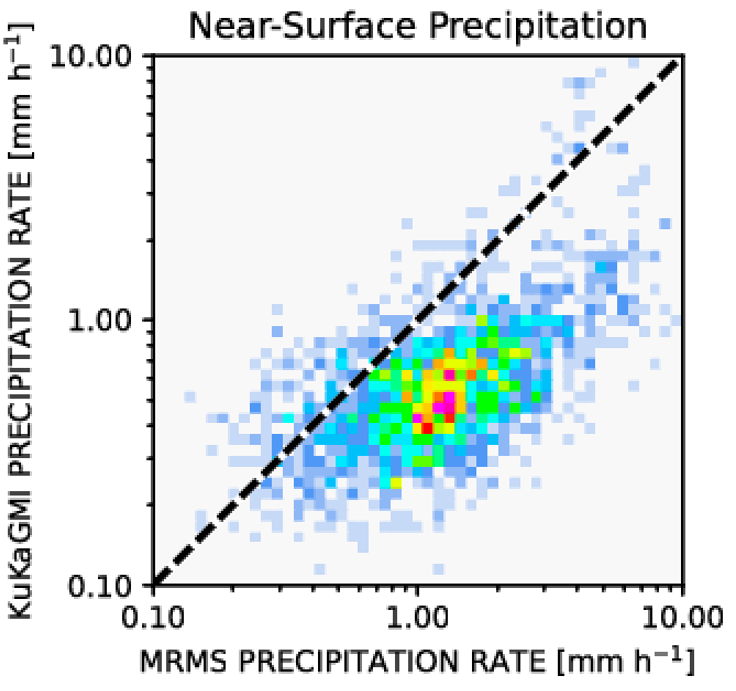 Near-Surface Precipitation
KuKaGMI PRECIPITATION RATE [mm h⁻¹]
10.00
1.00
0.10
0.10 1.00 10.00
MRMS PRECIPITATION RATE [mm h⁻¹]